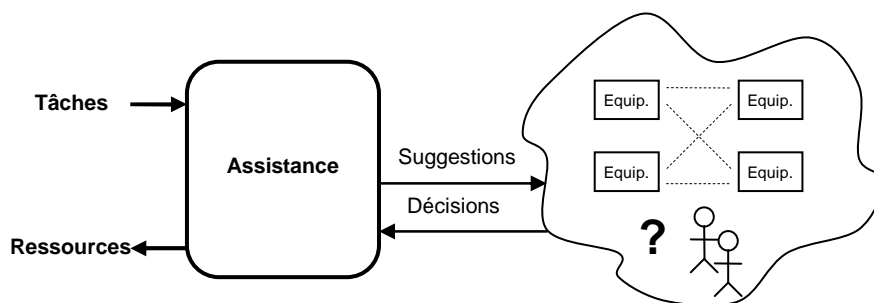 Tâches
Ressources
Assistance
Suggestions
Décisions
Equip.
Equip.
Equip.
Equip.
?